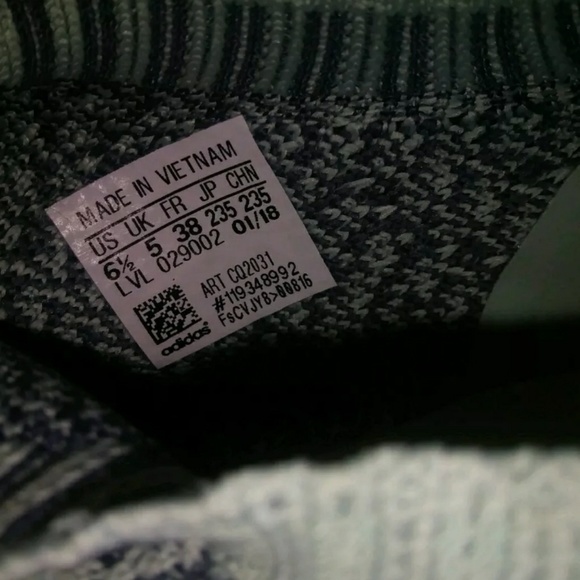 MADE IN VIETNAM
US UK FR JP CHN
6½ 5 38 235 235
LVL 029002 01/18
ART CQ2031
#119348992
FsCVJY8>00816
adidas